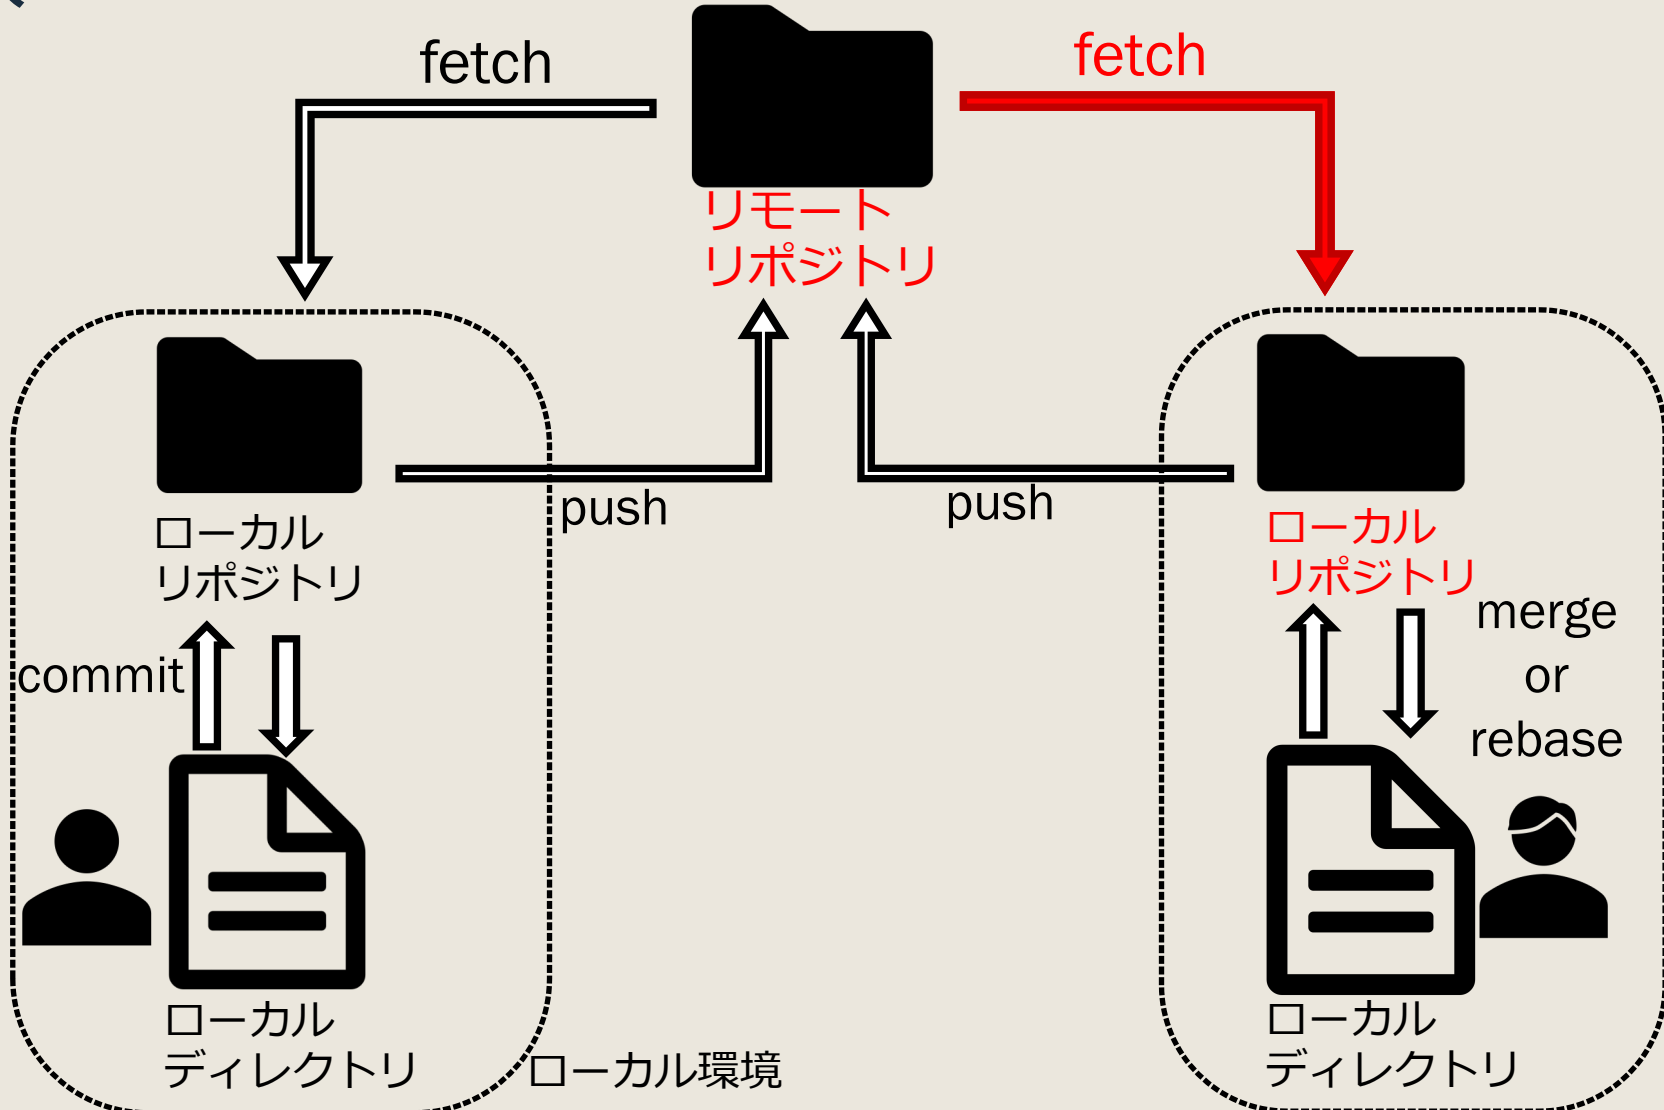 fetch
fetch
リモート
リポジトリ
push
push
ローカル
リポジトリ
ローカル
リポジトリ
commit
merge
or
rebase
ローカル
ディレクトリ
ローカル環境
ローカル
ディレクトリ